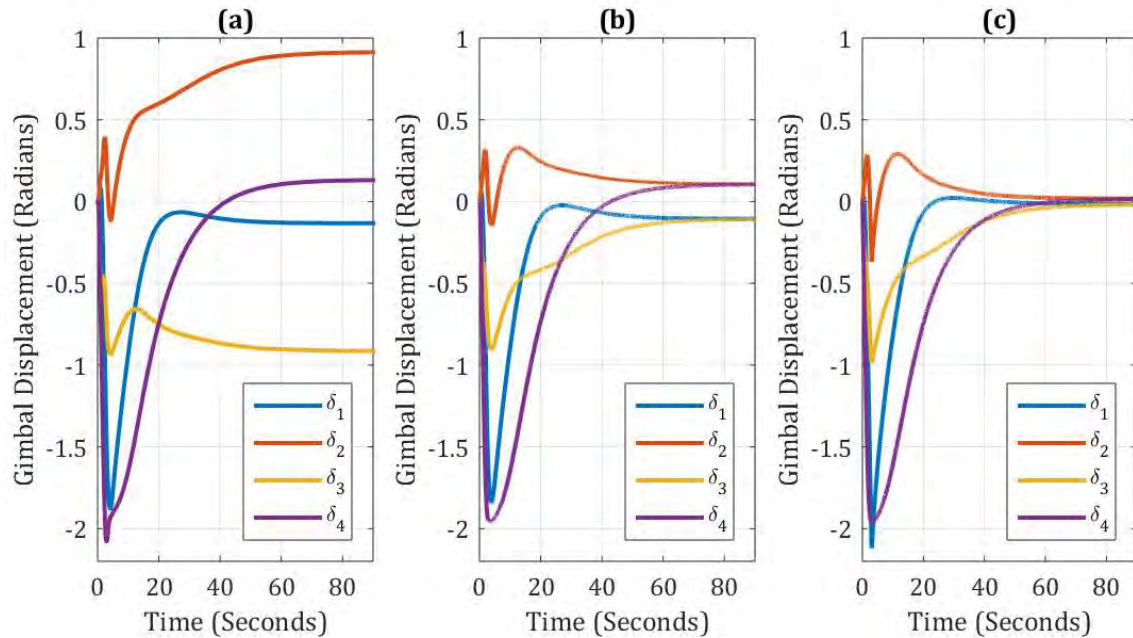 (a)
Gimbal Displacement (Radians)
1
0.5
0
-0.5
-1
-1.5
-2
0 20 40 60 80
Time (Seconds)
δ1
δ2
δ3
δ4
(b)
Gimbal Displacement (Radians)
1
0.5
0
-0.5
-1
-1.5
-2
0 20 40 60 80
Time (Seconds)
δ1
δ2
δ3
δ4
(c)
Gimbal Displacement (Radians)
1
0.5
0
-0.5
-1
-1.5
-2
0 20 40 60 80
Time (Seconds)
δ1
δ2
δ3
δ4